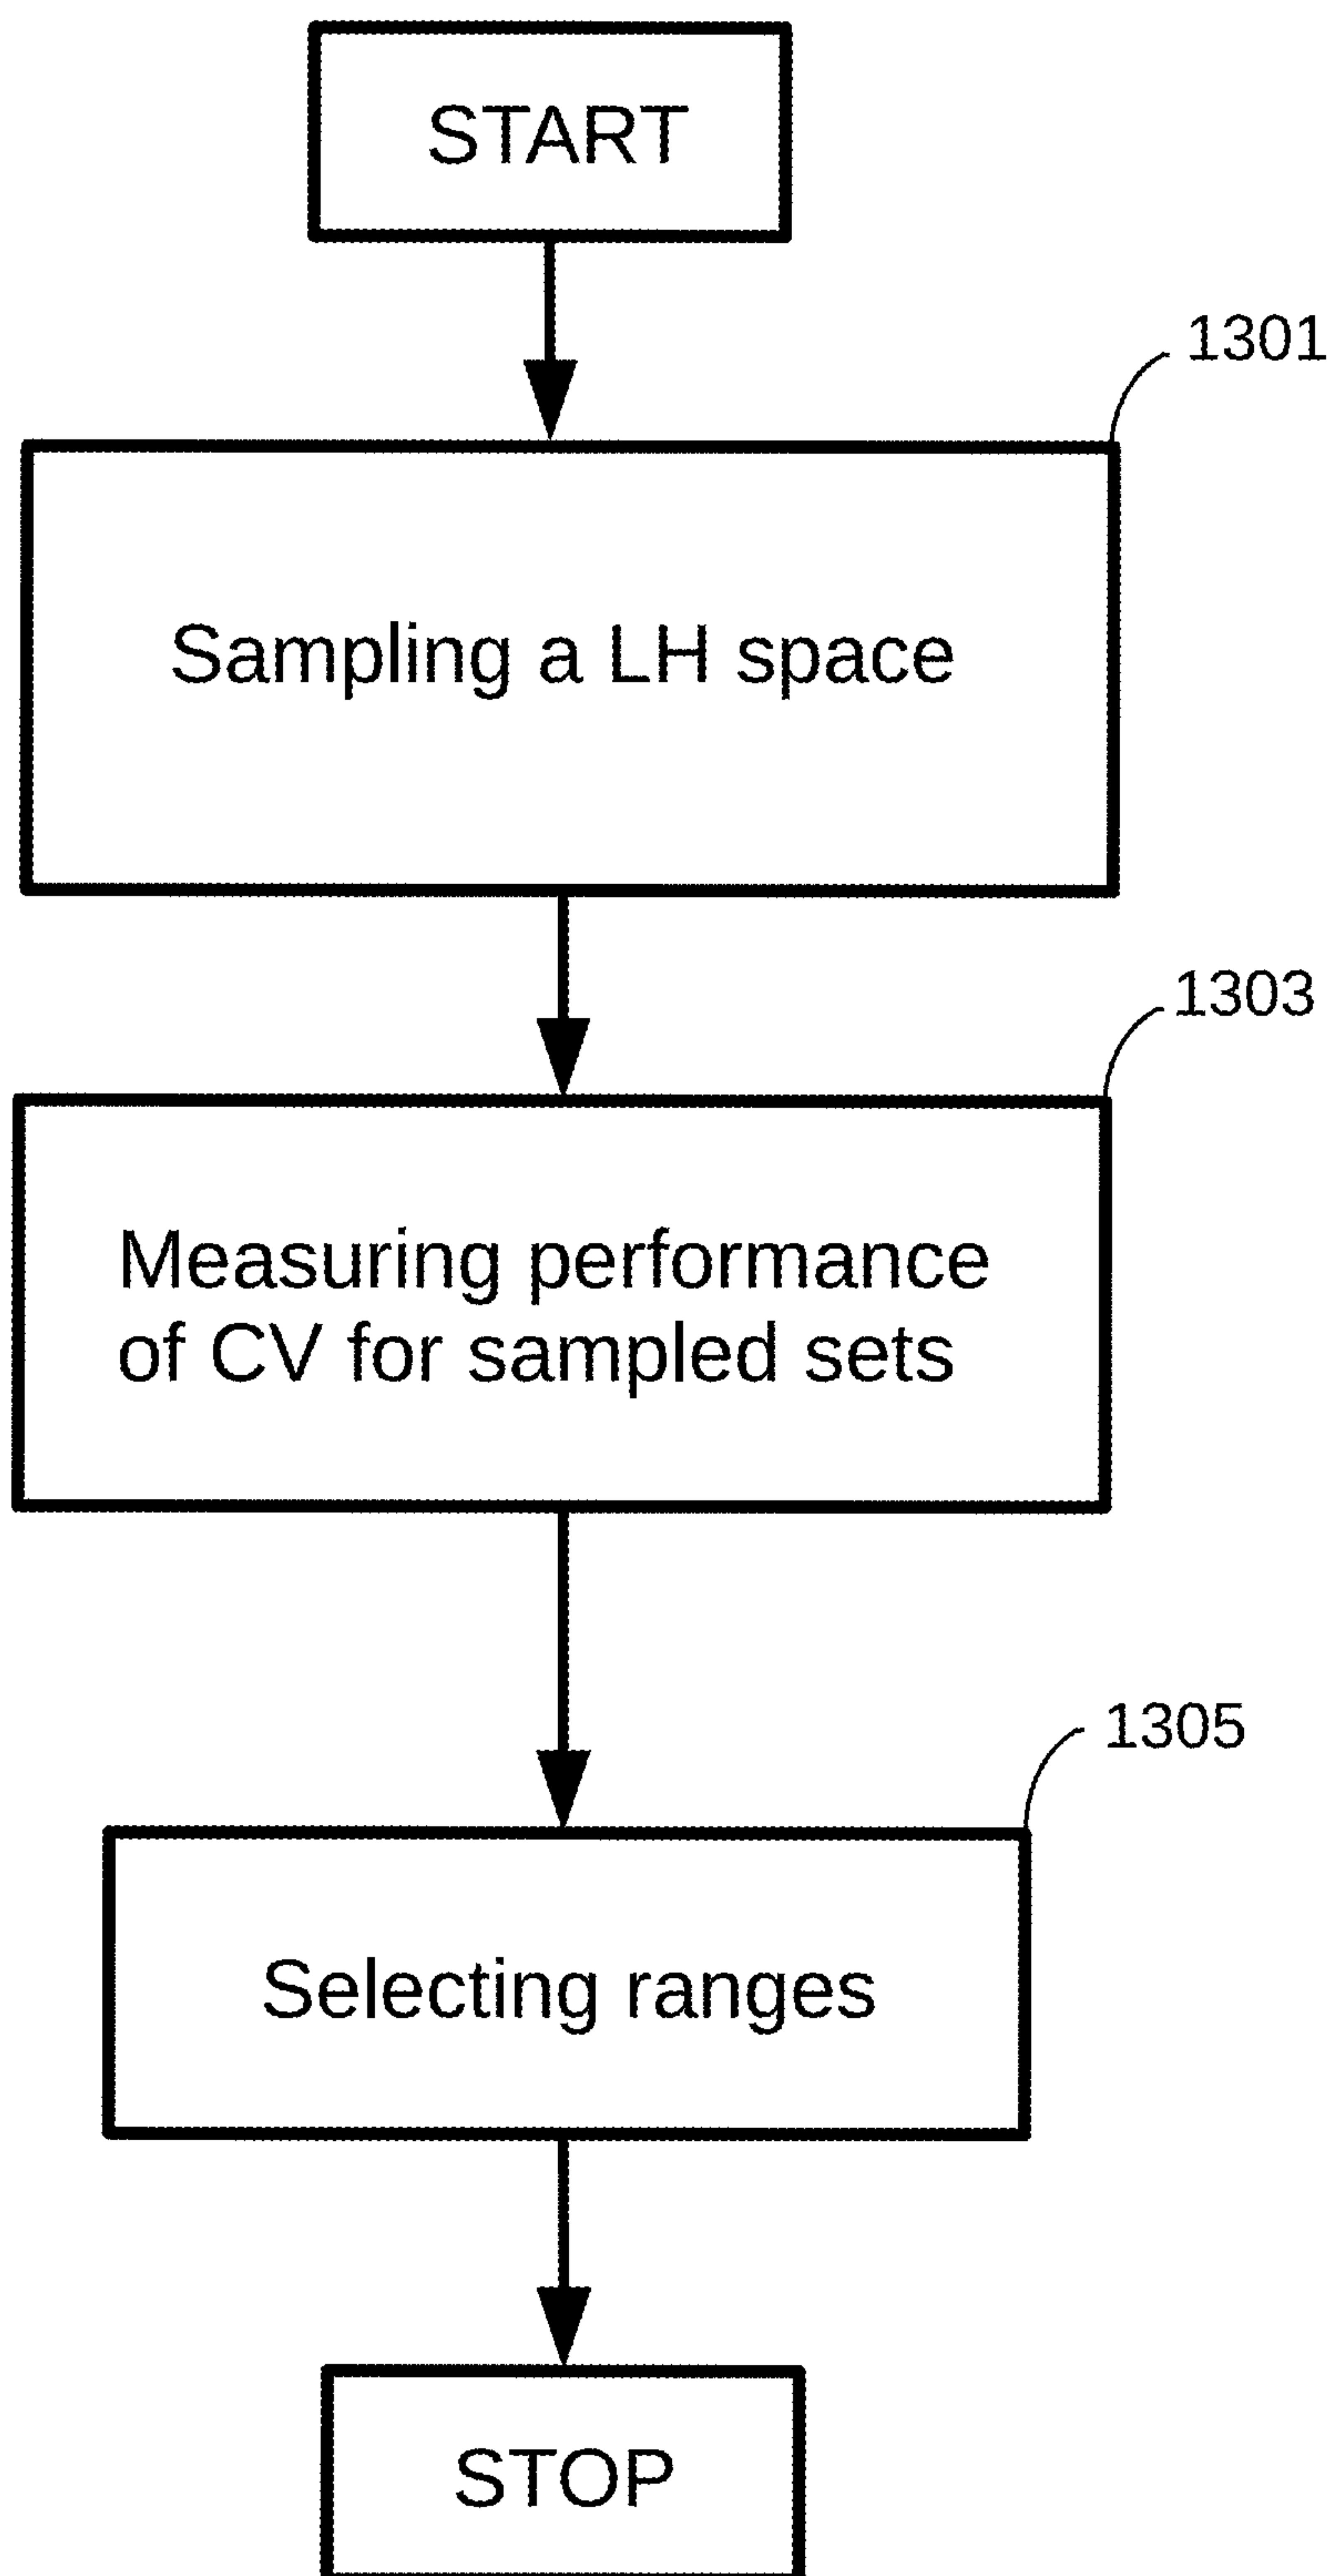 START
1301
Sampling a LH space
1303
Measuring performance
of CV for sampled sets
1305
Selecting ranges
STOP